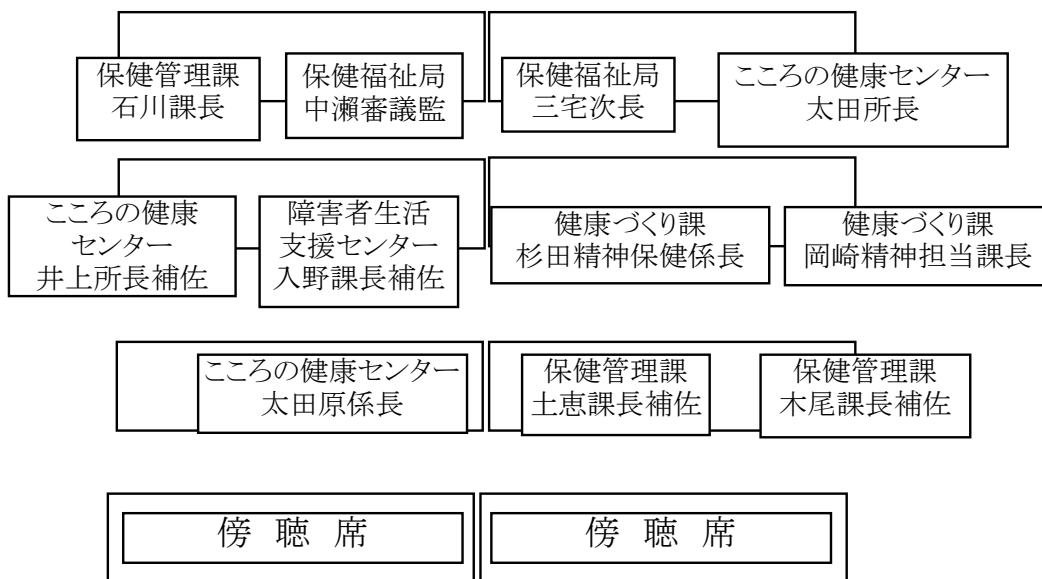 保健管理課
石川課長
保健福祉局
中瀬審議監
保健福祉局
三宅次長
こころの健康センター
太田所長
こころの健康
センター
井上所長補佐
障害者生活
支援センター
入野課長補佐
健康づくり課
杉田精神保健係長
健康づくり課
岡崎精神担当課長
こころの健康センター
太田原係長
保健管理課
土恵課長補佐
保健管理課
木尾課長補佐
傍 聴 席
傍 聴 席